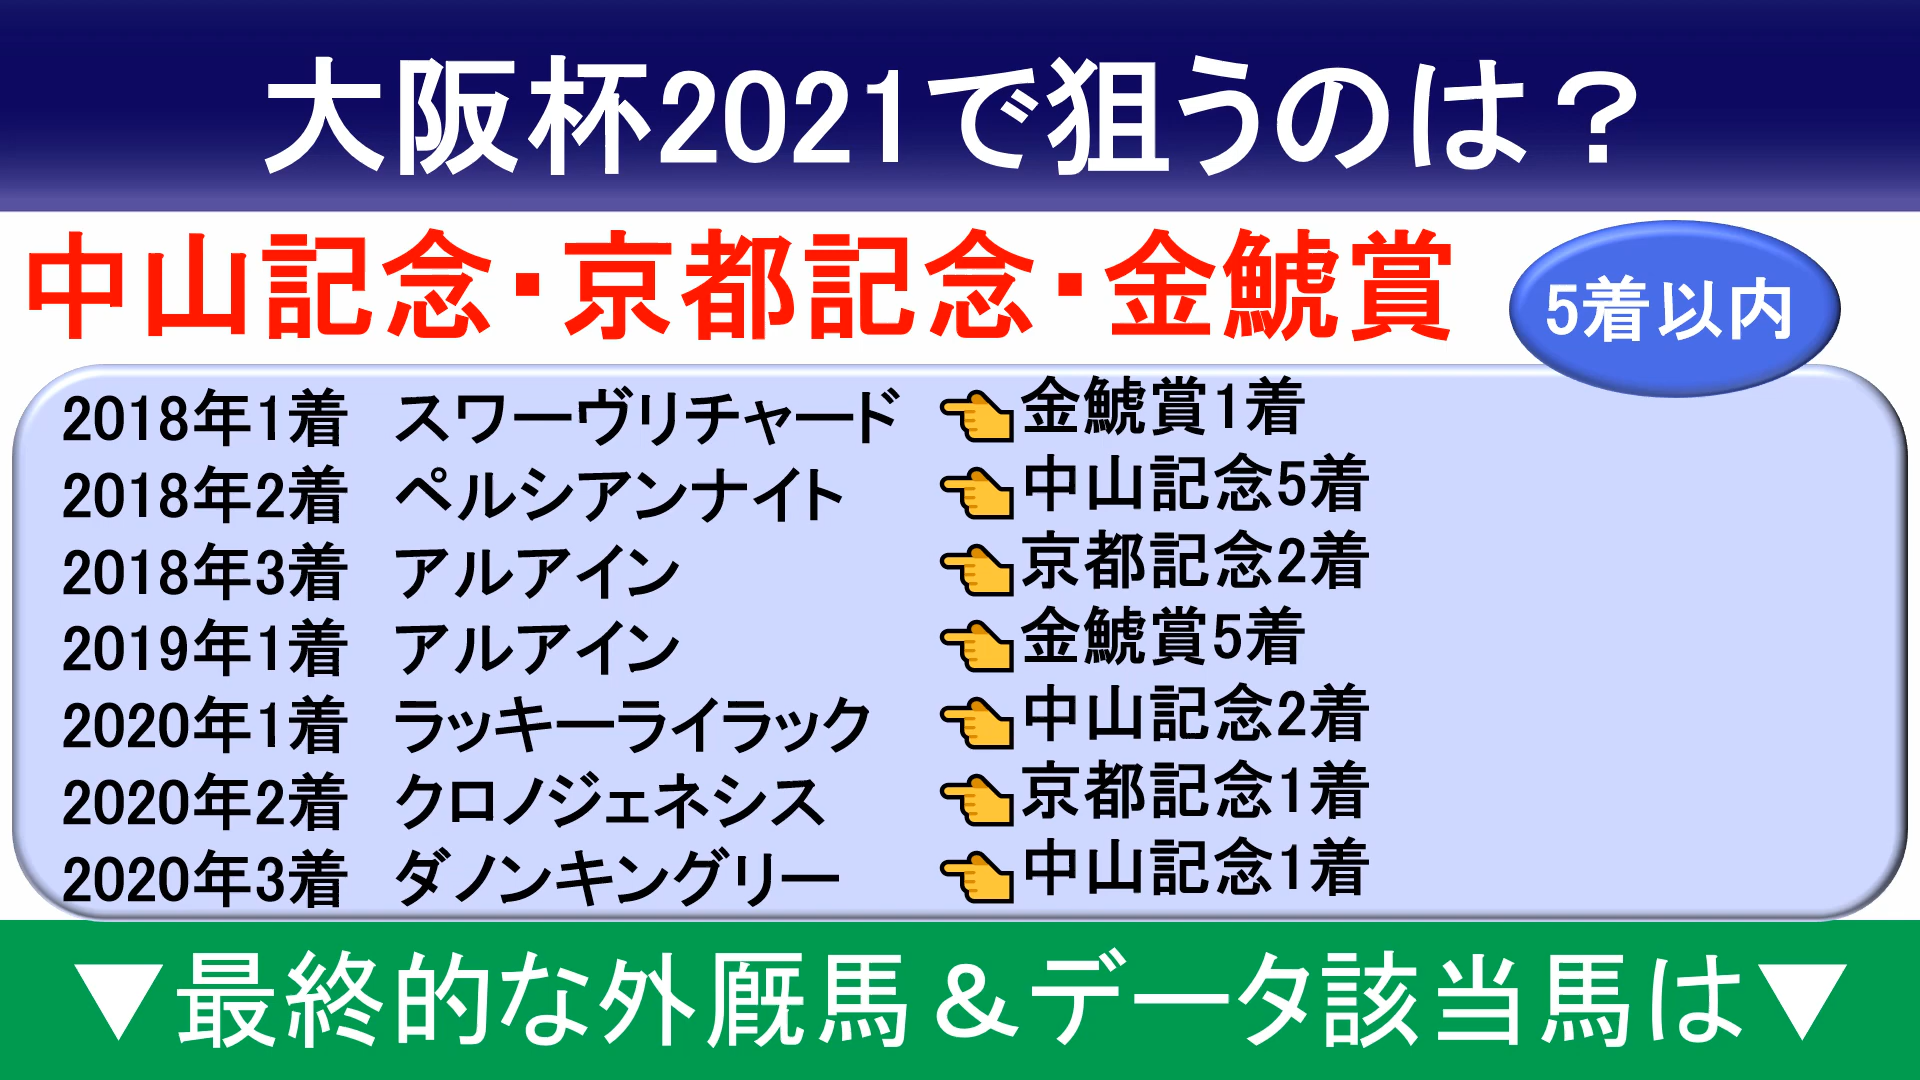 大阪杯2021で狙うのは？
中山記念・京都記念・金鯱賞
5着以内
2018年1着 スワーヴリチャード 👈金鯱賞1着
2018年2着 ペルシアンナイト 👈中山記念5着
2018年3着 アルアイン 👈京都記念2着
2019年1着 アルアイン 👈金鯱賞5着
2020年1着 ラッキーライラック 👈中山記念2着
2020年2着 クロノジェネシス 👈京都記念1着
2020年3着 ダノンキングリー 👈中山記念1着
▼最終的な外厩馬＆データ該当馬は▼